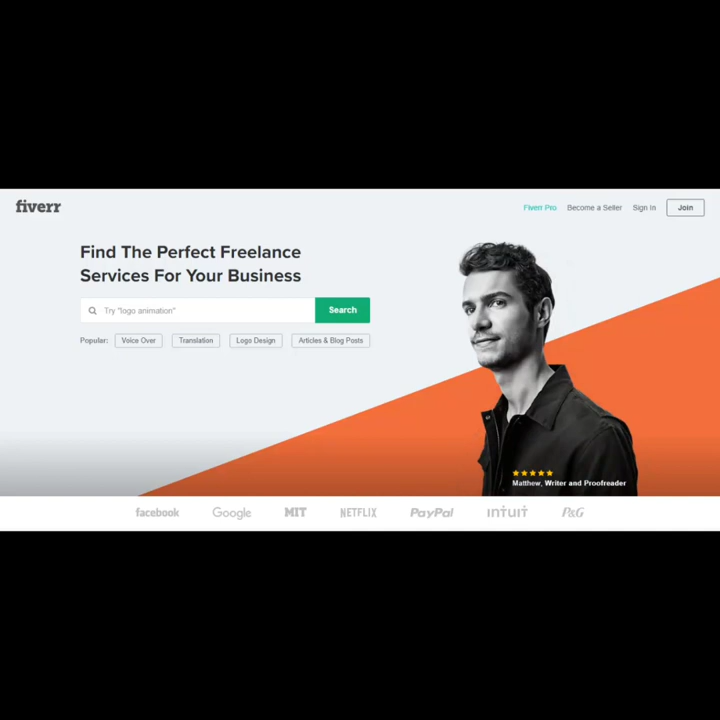 fiverr
Fiverr Pro Become a Seller Sign In Join
Find The Perfect Freelance
Services For Your Business
Try "logo animation" Search
Popular: Voice Over Translation Logo Design Articles & Blog Posts
Matthew, Writer and Proofreader
facebook Google MIT NETFLIX PayPal intuit P&G